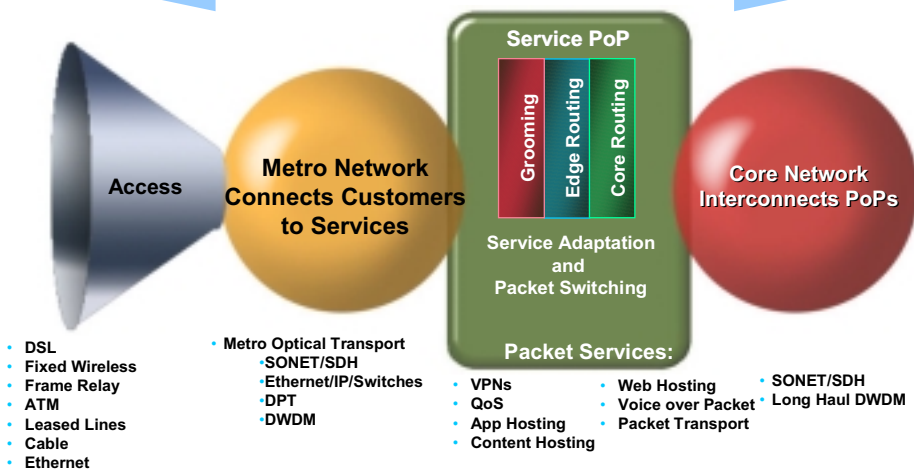 Service PoP
Grooming
Edge Routing
Core Routing
Access
Metro Network
Connects Customers
to Services
Service Adaptation
and
Packet Switching
Core Network
Interconnects PoPs
• DSL
• Fixed Wireless
• Frame Relay
• ATM
• Leased Lines
• Cable
• Ethernet
• Metro Optical Transport
•SONET/SDH
•Ethernet/IP/Switches
•DPT
•DWDM
Packet Services:
• VPNs
• QoS
• App Hosting
• Content Hosting
• Web Hosting
• Voice over Packet
• Packet Transport
• SONET/SDH
• Long Haul DWDM